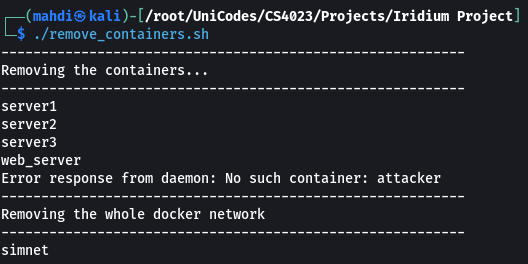 ┌──(mahdi㉿kali)-[/root/UniCodes/CS4023/Projects/Iridium Project]
└─$ ./remove_containers.sh
----------------------------------------------------------
Removing the containers...
----------------------------------------------------------
server1
server2
server3
web_server
Error response from daemon: No such container: attacker
----------------------------------------------------------
Removing the whole docker network
----------------------------------------------------------
simnet